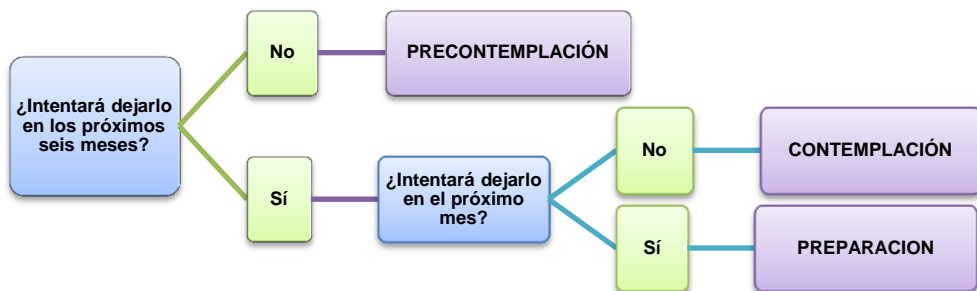 ¿Intentará dejarlo
en los próximos
seis meses?
No
PRECONTEMPLACIÓN
Sí
¿Intentará dejarlo
en el próximo
mes?
No
CONTEMPLACIÓN
Sí
PREPARACION